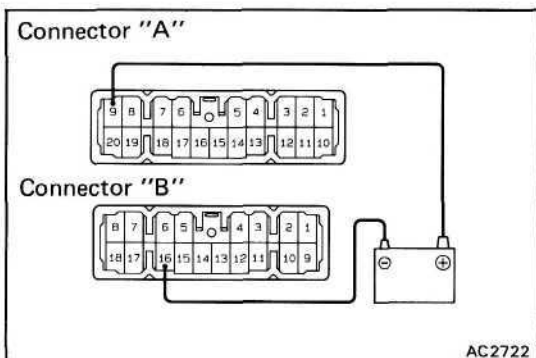 Connector "A"
9 8 7 6 5 4 3 2 1
20 19 18 17 16 15 14 13 12 11 10
Connector "B"
8 7 6 5 4 3 2 1
18 17 16 15 14 13 12 11 10 9
⊖ ⊕
AC2722